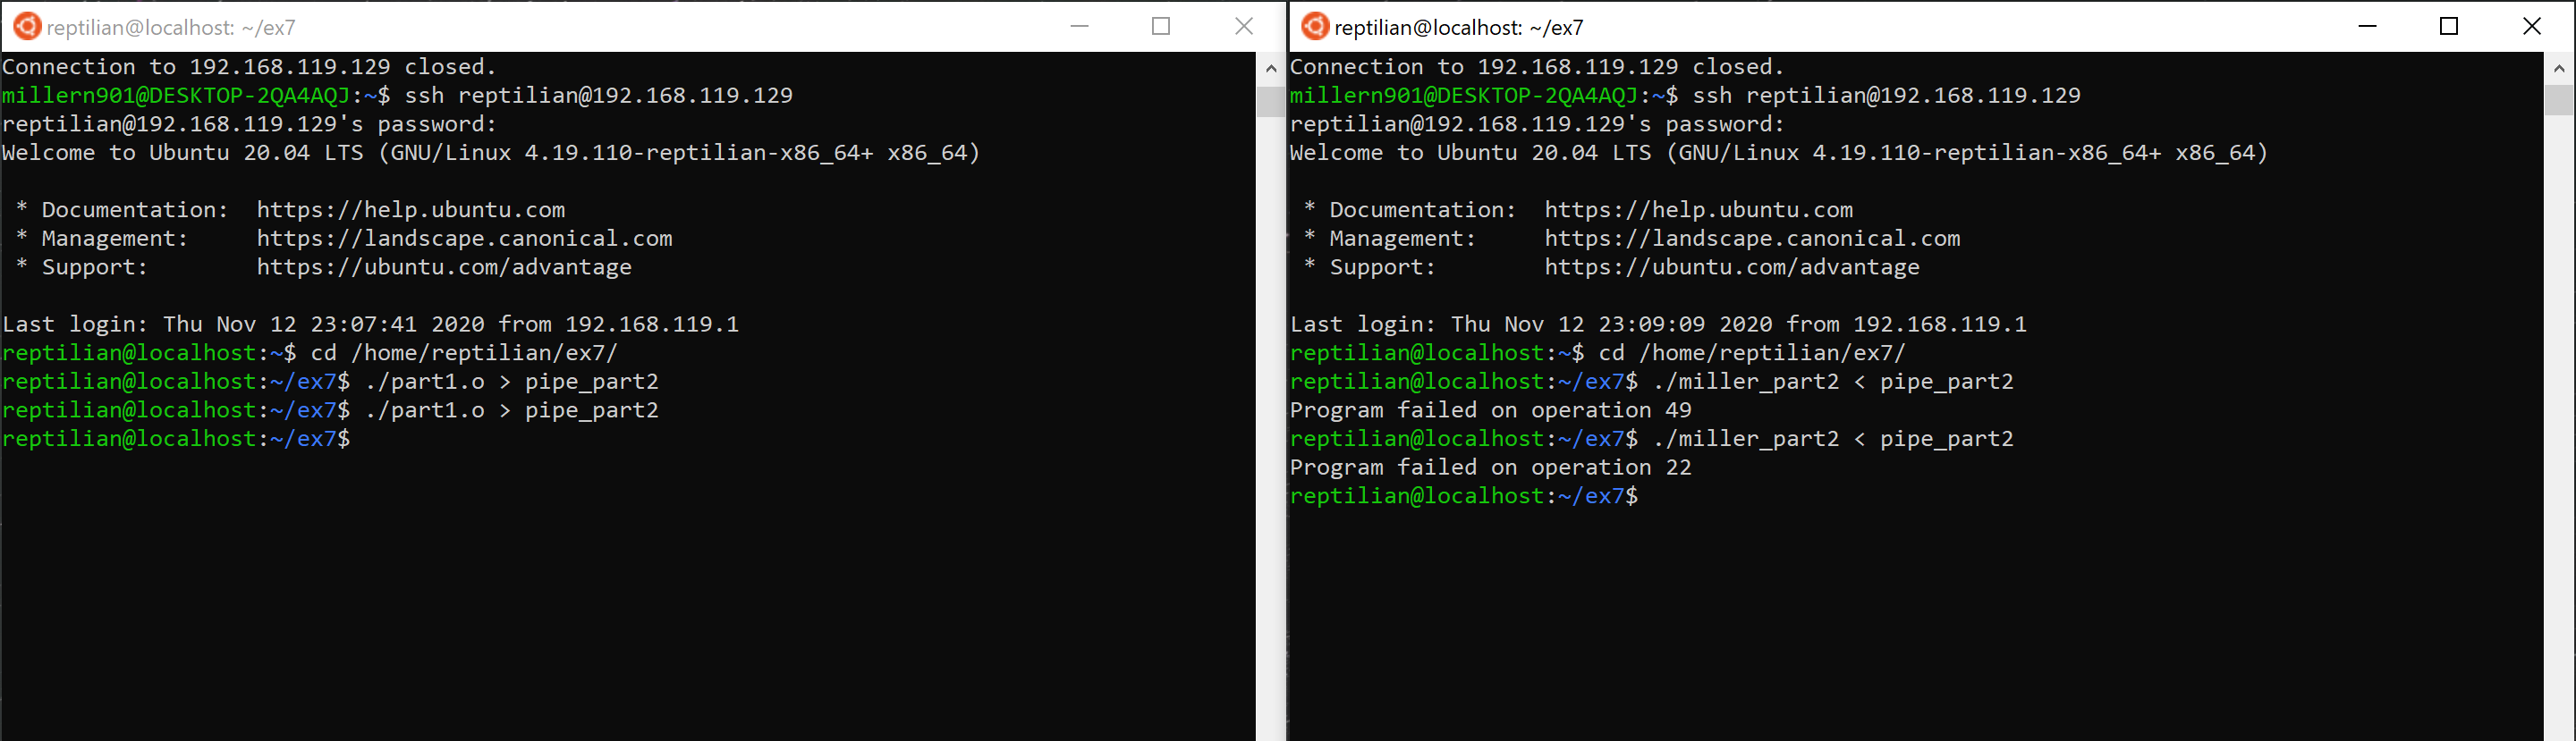 reptilian@localhost: ~/ex7
Connection to 192.168.119.129 closed.
millern901@DESKTOP-2QA4AQJ:~$ ssh reptilian@192.168.119.129
reptilian@192.168.119.129's password:
Welcome to Ubuntu 20.04 LTS (GNU/Linux 4.19.110-reptilian-x86_64+ x86_64)
* Documentation:  https://help.ubuntu.com
* Management:     https://landscape.canonical.com
* Support:        https://ubuntu.com/advantage
Last login: Thu Nov 12 23:07:41 2020 from 192.168.119.1
reptilian@localhost:~$ cd /home/reptilian/ex7/
reptilian@localhost:~/ex7$ ./part1.o > pipe_part2
reptilian@localhost:~/ex7$ ./part1.o > pipe_part2
reptilian@localhost:~/ex7$
reptilian@localhost: ~/ex7
Connection to 192.168.119.129 closed.
millern901@DESKTOP-2QA4AQJ:~$ ssh reptilian@192.168.119.129
reptilian@192.168.119.129's password:
Welcome to Ubuntu 20.04 LTS (GNU/Linux 4.19.110-reptilian-x86_64+ x86_64)
* Documentation:  https://help.ubuntu.com
* Management:     https://landscape.canonical.com
* Support:        https://ubuntu.com/advantage
Last login: Thu Nov 12 23:09:09 2020 from 192.168.119.1
reptilian@localhost:~$ cd /home/reptilian/ex7/
reptilian@localhost:~/ex7$ ./miller_part2 < pipe_part2
Program failed on operation 49
reptilian@localhost:~/ex7$ ./miller_part2 < pipe_part2
Program failed on operation 22
reptilian@localhost:~/ex7$